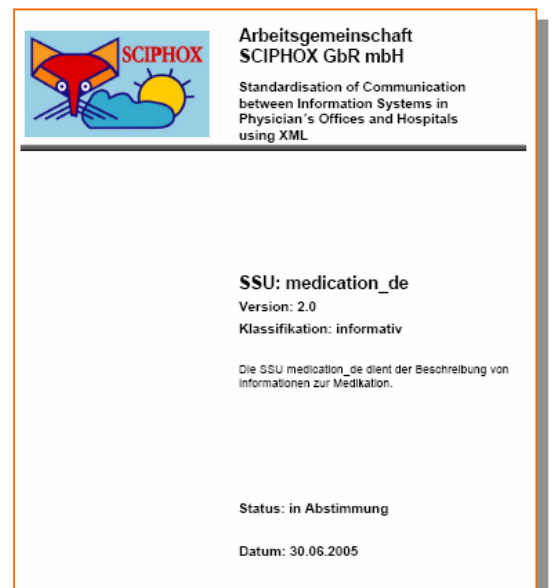 SCIPHOX
Arbeitsgemeinschaft
SCIPHOX GbR mbH
Standardisation of Communication
between Information Systems in
Physician´s Offices and Hospitals
using XML
SSU: medication_de
Version: 2.0
Klassifikation: informativ
Die SSU medication_de dient der Beschreibung von
Informationen zur Medikation.
Status: in Abstimmung
Datum: 30.06.2005